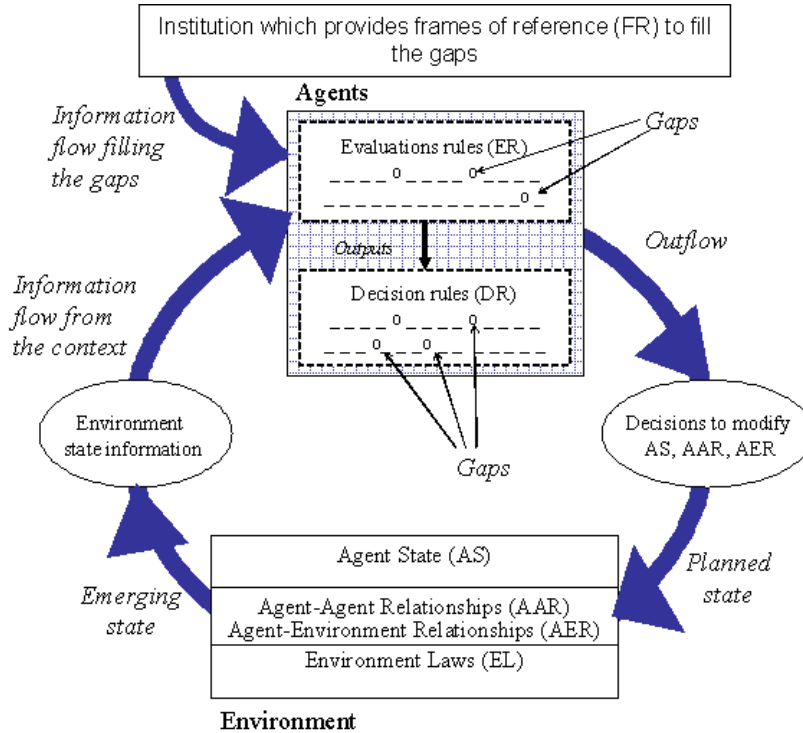 Institution which provides frames of reference (FR) to fill
the gaps
Agents
Information
flow filling
the gaps
Gaps
Evaluations rules (ER)
_ _ _ _ o _ _ _ _ o _ _ _ _
_ _ _ _ _ _ _ _ _ _ _ _ o _
Outputs
Outflow
Decision rules (DR)
_ _ _ _ o _ _ _ _ o _ _ _ _
_ _ _ o _ _ o _ _ _ _ _ _ _
Information
flow from
the context
Environment
state information
Decisions to modify
AS, AAR, AER
Gaps
Agent State (AS)
Planned
state
Emerging
state
Agent-Agent Relationships (AAR)
Agent-Environment Relationships (AER)
Environment Laws (EL)
Environment